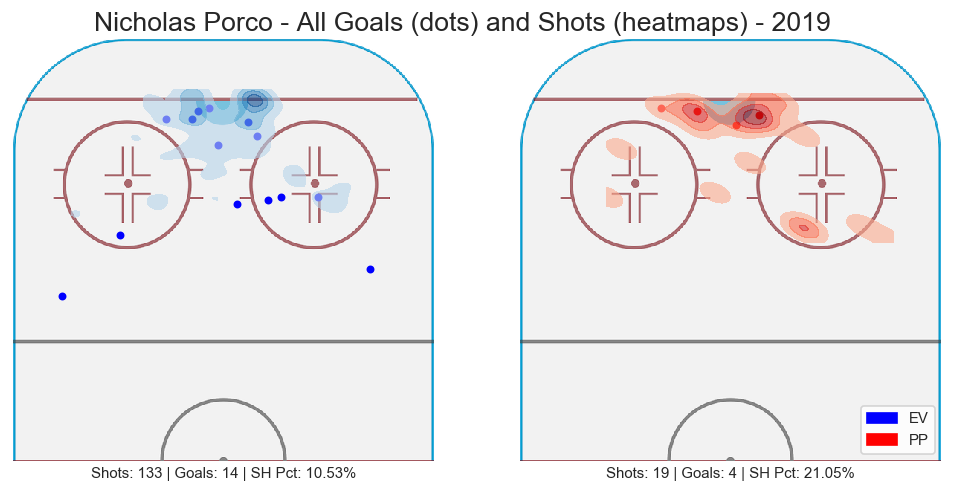 Nicholas Porco - All Goals (dots) and Shots (heatmaps) - 2019
EV
PP
Shots: 133 | Goals: 14 | SH Pct: 10.53%
Shots: 19 | Goals: 4 | SH Pct: 21.05%